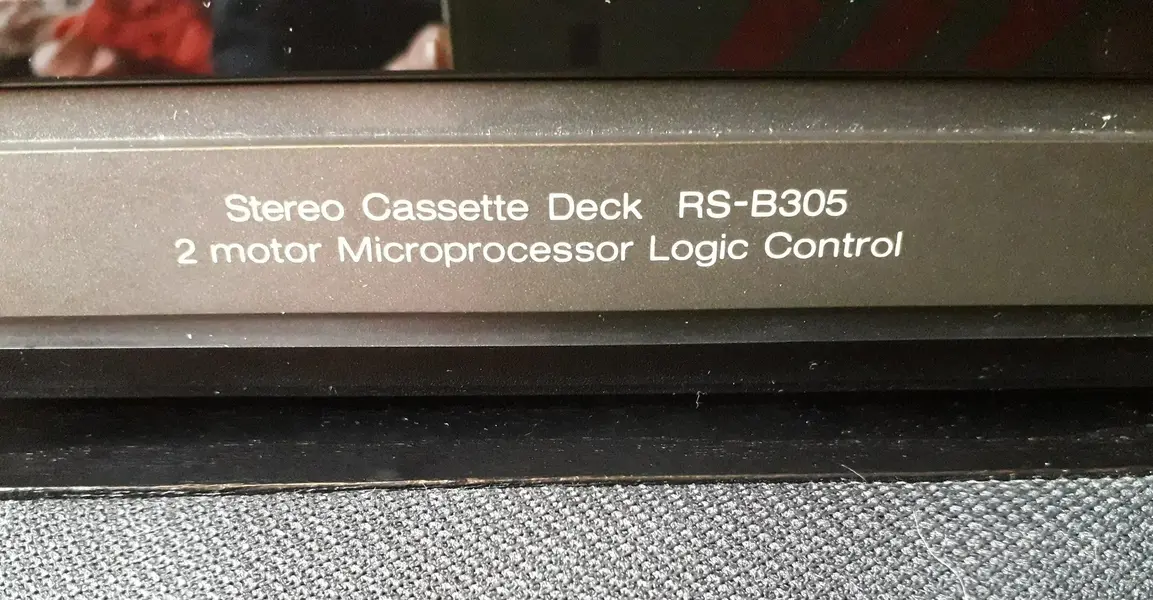 Stereo Cassette Deck RS-B305
2 motor Microprocessor Logic Control